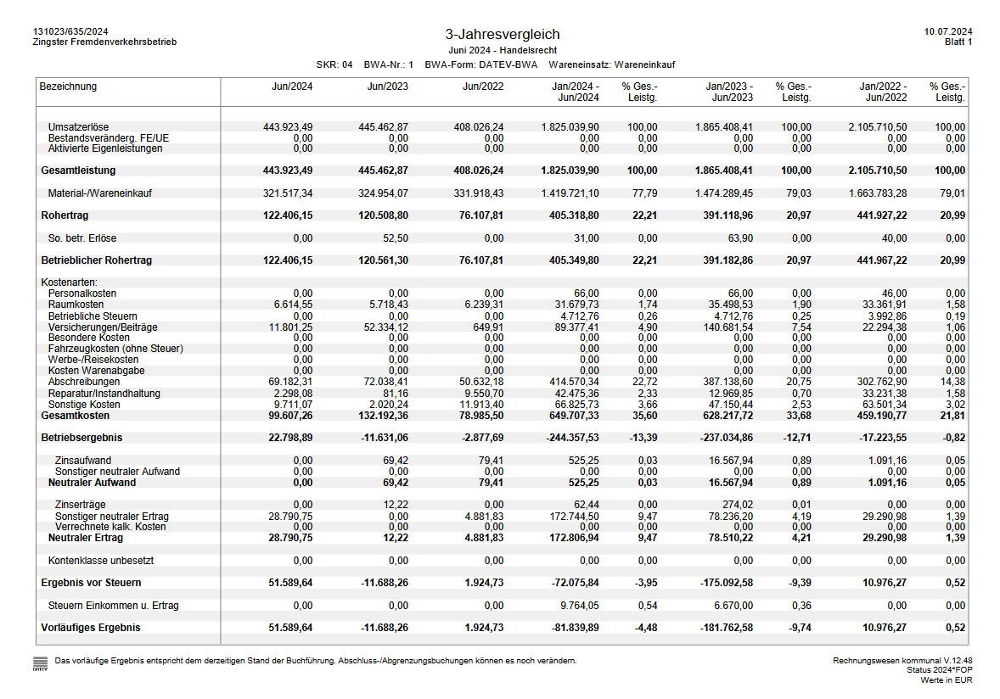 131023/635/2024
Zingster Fremdenverkehrsbetrieb
3-Jahresvergleich
Juni 2024 - Handelsrecht
SKR: 04 BWA-Nr.: 1 BWA-Form: DATEV-BWA Wareneinsatz: Wareneinkauf
10.07.2024
Blatt 1
Bezeichnung Jun/2024 Jun/2023 Jun/2022 Jan/2024 - % Ges.- Jan/2023 - % Ges.- Jan/2022 - % Ges.-
Jun/2024 Leistg. Jun/2023 Leistg. Jun/2022 Leistg.
Umsatzerlöse 443.923,49 445.462,87 408.026,24 1.825.039,90 100,00 1.865.408,41 100,00 2.105.710,50 100,00
Bestandsveränderg. FE/UE 0,00 0,00 0,00 0,00 0,00 0,00 0,00 0,00 0,00
Aktivierte Eigenleistungen 0,00 0,00 0,00 0,00 0,00 0,00 0,00 0,00 0,00
Gesamtleistung 443.923,49 445.462,87 408.026,24 1.825.039,90 100,00 1.865.408,41 100,00 2.105.710,50 100,00
Material-/Wareneinkauf 321.517,34 324.954,07 331.918,43 1.419.721,10 77,79 1.474.289,45 79,03 1.663.783,28 79,01
Rohertrag 122.406,15 120.508,80 76.107,81 405.318,80 22,21 391.118,96 20,97 441.927,22 20,99
So. betr. Erlöse 0,00 52,50 0,00 31,00 0,00 63,90 0,00 40,00 0,00
Betrieblicher Rohertrag 122.406,15 120.561,30 76.107,81 405.349,80 22,21 391.182,86 20,97 441.967,22 20,99
Kostenarten:
Personalkosten 0,00 0,00 0,00 66,00 0,00 66,00 0,00 46,00 0,00
Raumkosten 6.614,55 5.718,43 6.239,31 31.679,73 1,74 35.498,53 1,90 33.361,91 1,58
Betriebliche Steuern 0,00 0,00 0,00 4.712,76 0,26 4.712,76 0,25 3.992,86 0,19
Versicherungen/Beiträge 11.801,25 52.334,12 649,91 89.377,41 4,90 140.681,54 7,54 22.294,38 1,06
Besondere Kosten 0,00 0,00 0,00 0,00 0,00 0,00 0,00 0,00 0,00
Fahrzeugkosten (ohne Steuer) 0,00 0,00 0,00 0,00 0,00 0,00 0,00 0,00 0,00
Werbe-/Reisekosten 0,00 0,00 0,00 0,00 0,00 0,00 0,00 0,00 0,00
Kosten Warenabgabe 0,00 0,00 0,00 0,00 0,00 0,00 0,00 0,00 0,00
Abschreibungen 69.182,31 72.038,41 50.632,18 414.570,34 22,72 387.138,60 20,75 302.762,90 14,38
Reparatur/Instandhaltung 2.298,08 81,16 9.550,70 42.475,36 2,33 12.969,85 0,70 33.231,38 1,58
Sonstige Kosten 9.711,07 2.020,24 11.913,40 66.825,73 3,66 47.150,44 2,53 63.501,34 3,02
Gesamtkosten 99.607,26 132.192,36 78.985,50 649.707,33 35,60 628.217,72 33,68 459.190,77 21,81
Betriebsergebnis 22.798,89 -11.631,06 -2.877,69 -244.357,53 -13,39 -237.034,86 -12,71 -17.223,55 -0,82
Zinsaufwand 0,00 69,42 79,41 525,25 0,03 16.567,94 0,89 1.091,16 0,05
Sonstiger neutraler Aufwand 0,00 0,00 0,00 0,00 0,00 0,00 0,00 0,00 0,00
Neutraler Aufwand 0,00 69,42 79,41 525,25 0,03 16.567,94 0,89 1.091,16 0,05
Zinserträge 0,00 12,22 0,00 62,44 0,00 274,02 0,01 0,00 0,00
Sonstiger neutraler Ertrag 28.790,75 0,00 4.881,83 172.744,50 9,47 78.236,20 4,19 29.290,98 1,39
Verrechnete kalk. Kosten 0,00 0,00 0,00 0,00 0,00 0,00 0,00 0,00 0,00
Neutraler Ertrag 28.790,75 12,22 4.881,83 172.806,94 9,47 78.510,22 4,21 29.290,98 1,39
Kontenklasse unbesetzt 0,00 0,00 0,00 0,00 0,00 0,00 0,00 0,00 0,00
Ergebnis vor Steuern 51.589,64 -11.688,26 1.924,73 -72.075,84 -3,95 -175.092,58 -9,39 10.976,27 0,52
Steuern Einkommen u. Ertrag 0,00 0,00 0,00 9.764,05 0,54 6.670,00 0,36 0,00 0,00
Vorläufiges Ergebnis 51.589,64 -11.688,26 1.924,73 -81.839,89 -4,48 -181.762,58 -9,74 10.976,27 0,52
DATEV
Das vorläufige Ergebnis entspricht dem derzeitigen Stand der Buchführung. Abschluss-/Abgrenzungsbuchungen können es noch verändern.
Rechnungswesen kommunal V.12.48
Status 2024*FOP
Werte in EUR